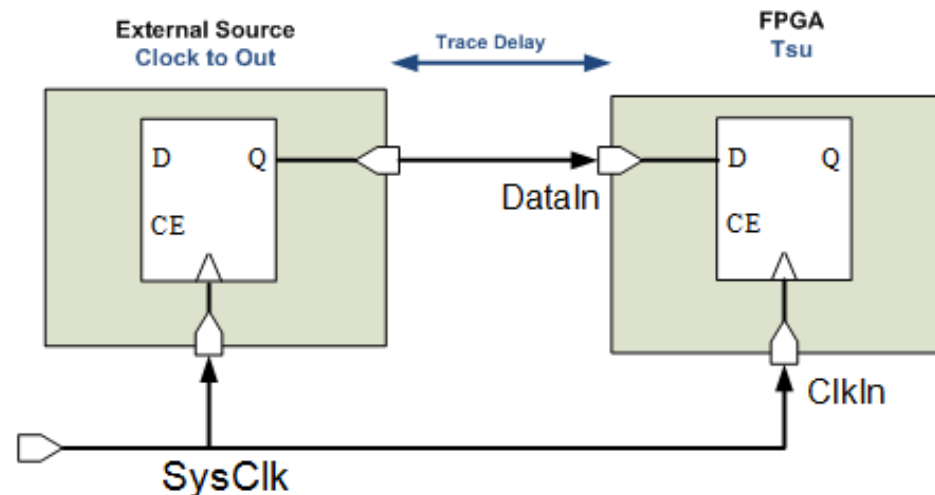 External Source
Clock to Out
Trace Delay
FPGA
Tsu
D Q
CE
DataIn
D Q
CE
ClkIn
SysClk